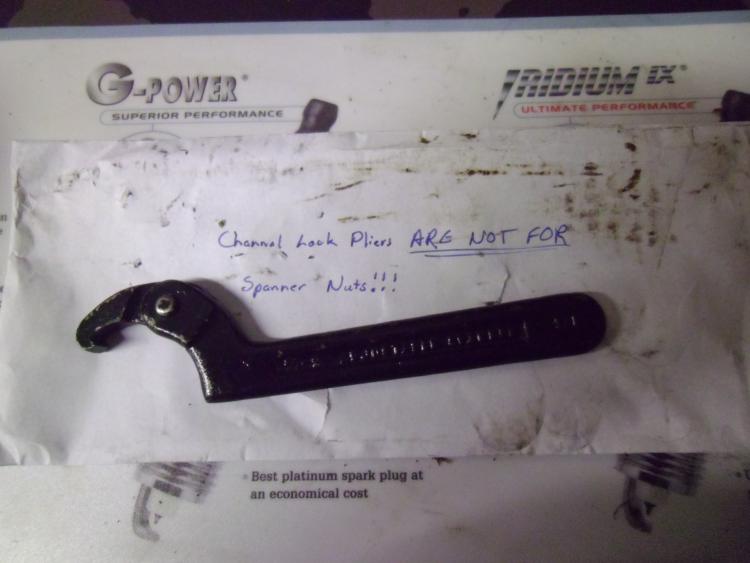 G-POWER®
SUPERIOR PERFORMANCE
IRIDIUM IX®
ULTIMATE PERFORMANCE
Channel Lock Pliers ARE NOT FOR
Spanner Nuts!!!
• Best platinum spark plug at
an economical cost